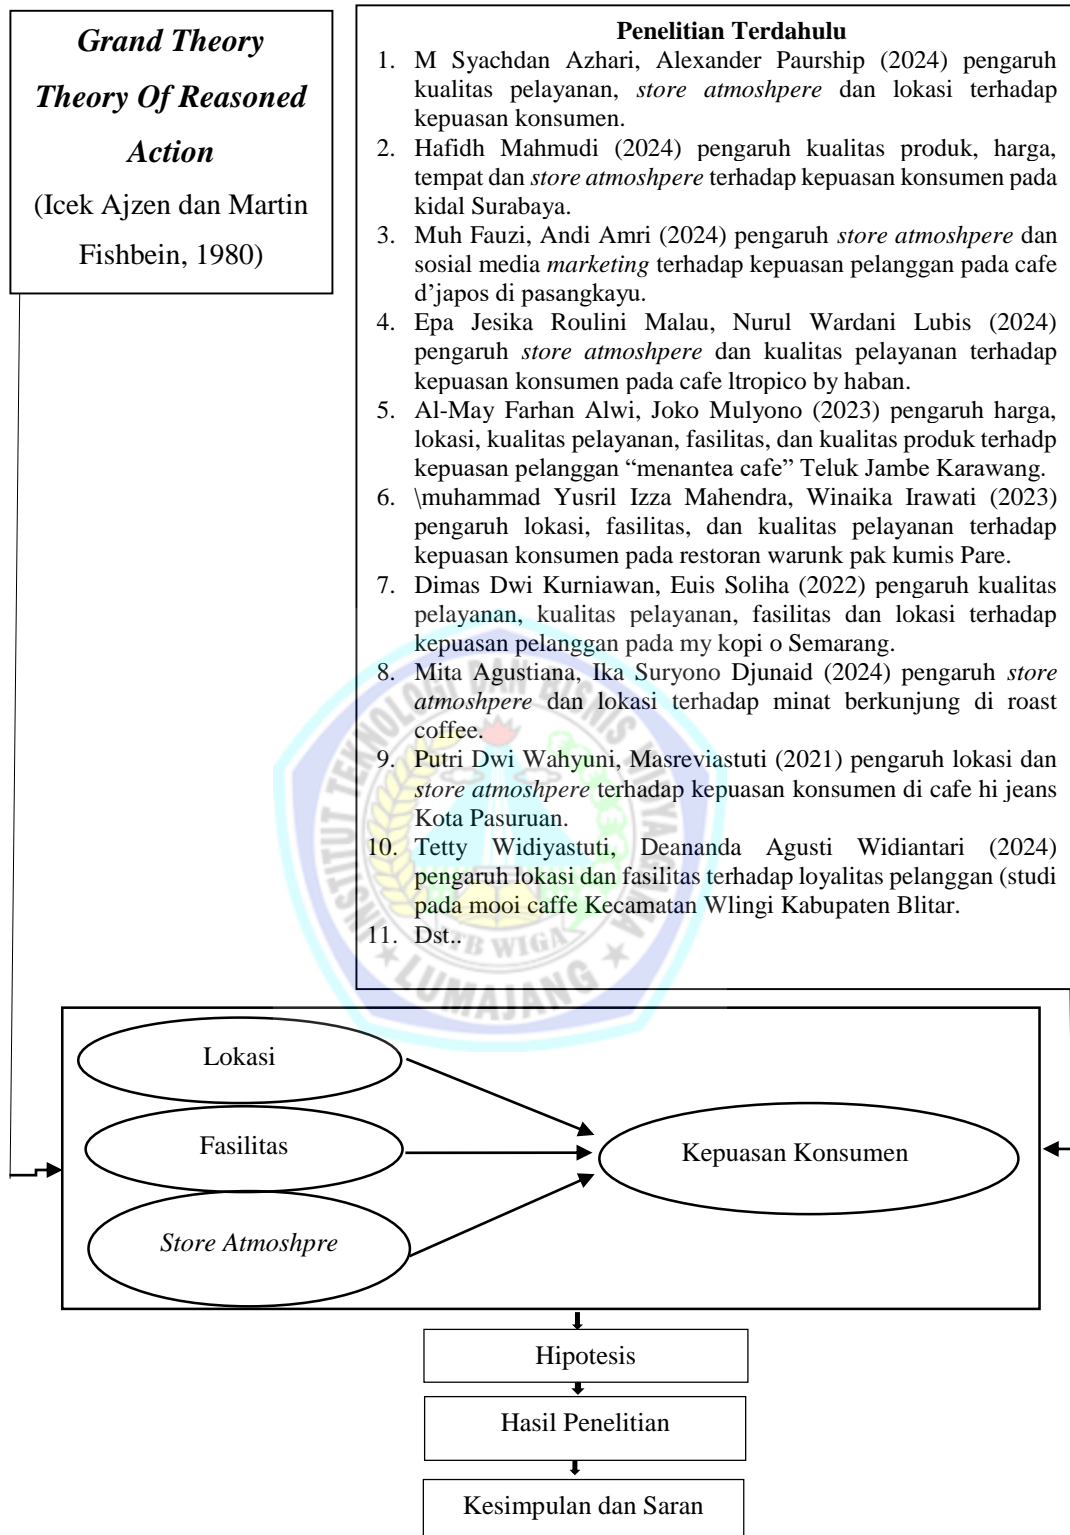 Grand Theory
Theory Of Reasoned
Action
(Icek Ajzen dan Martin
Fishbein, 1980)
Penelitian Terdahulu
1. M Syachdan Azhari, Alexander Paurship (2024) pengaruh
kualitas pelayanan, store atmoshpere dan lokasi terhadap
kepuasan konsumen.
2. Hafidh Mahmudi (2024) pengaruh kualitas produk, harga,
tempat dan store atmoshpere terhadap kepuasan konsumen pada
kidal Surabaya.
3. Muh Fauzi, Andi Amri (2024) pengaruh store atmoshpere dan
sosial media marketing terhadap kepuasan pelanggan pada cafe
d’japos di pasangkayu.
4. Epa Jesika Roulini Malau, Nurul Wardani Lubis (2024)
pengaruh store atmoshpere dan kualitas pelayanan terhadap
kepuasan konsumen pada cafe ltropico by haban.
5. Al-May Farhan Alwi, Joko Mulyono (2023) pengaruh harga,
lokasi, kualitas pelayanan, fasilitas, dan kualitas produk terhadp
kepuasan pelanggan “menantea cafe” Teluk Jambe Karawang.
6. \muhammad Yusril Izza Mahendra, Winaika Irawati (2023)
pengaruh lokasi, fasilitas, dan kualitas pelayanan terhadap
kepuasan konsumen pada restoran warunk pak kumis Pare.
7. Dimas Dwi Kurniawan, Euis Soliha (2022) pengaruh kualitas
pelayanan, kualitas pelayanan, fasilitas dan lokasi terhadap
kepuasan pelanggan pada my kopi o Semarang.
8. Mita Agustiana, Ika Suryono Djunaid (2024) pengaruh store
atmoshpere dan lokasi terhadap minat berkunjung di roast
coffee.
9. Putri Dwi Wahyuni, Masreviastuti (2021) pengaruh lokasi dan
store atmoshpere terhadap kepuasan konsumen di cafe hi jeans
Kota Pasuruan.
10. Tetty Widiyastuti, Deananda Agusti Widiantari (2024)
pengaruh lokasi dan fasilitas terhadap loyalitas pelanggan (studi
pada mooi caffe Kecamatan Wlingi Kabupaten Blitar.
11. Dst..
INSTITUT TEKNOLOGI DAN BISNIS WIDYA GAMA
ITB WIGA
LUMAJANG
Lokasi
Fasilitas
Store Atmoshpre
Kepuasan Konsumen
Hipotesis
Hasil Penelitian
Kesimpulan dan Saran